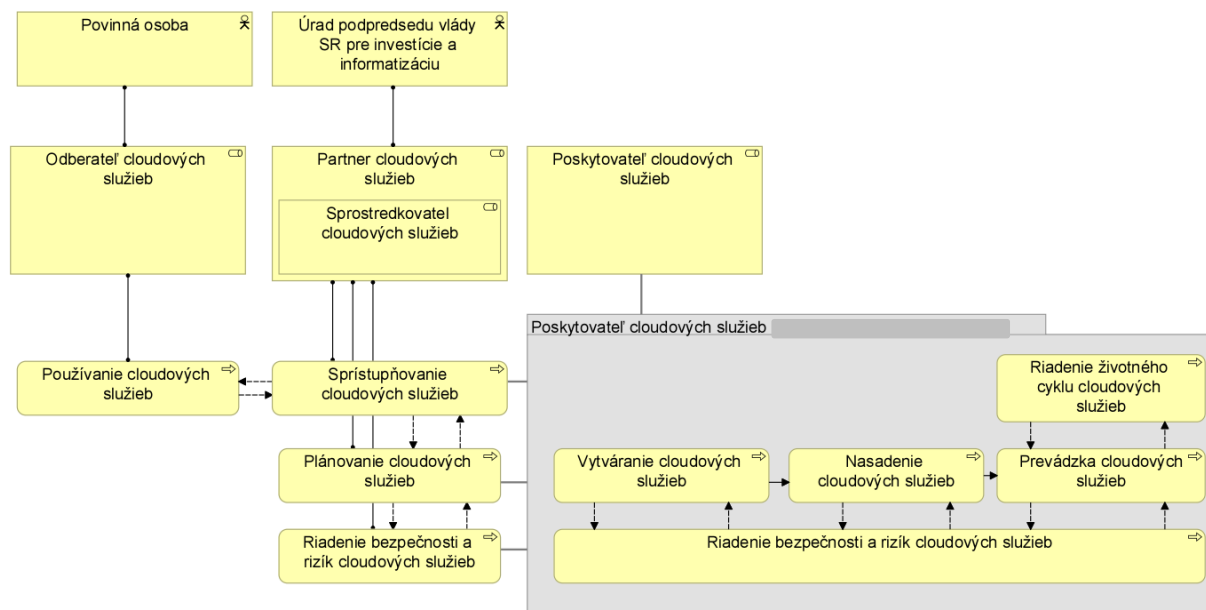 Povinná osoba
Úrad podpredsedu vlády
SR pre investície a
informatizáciu
Odberateľ cloudových
služieb
Partner cloudových
služieb
Sprostredkovatel
cloudových služieb
Poskytovateľ cloudových
služieb
Poskytovateľ cloudových služieb
Používanie cloudových
služieb
Sprístupňovanie
cloudových služieb
Riadenie životného
cyklu cloudových
služieb
Plánovanie cloudových
služieb
Vytváranie cloudových
služieb
Nasadenie
cloudových služieb
Prevádzka cloudových
služieb
Riadenie bezpečnosti a
rizík cloudových služieb
Riadenie bezpečnosti a rizík cloudových služieb